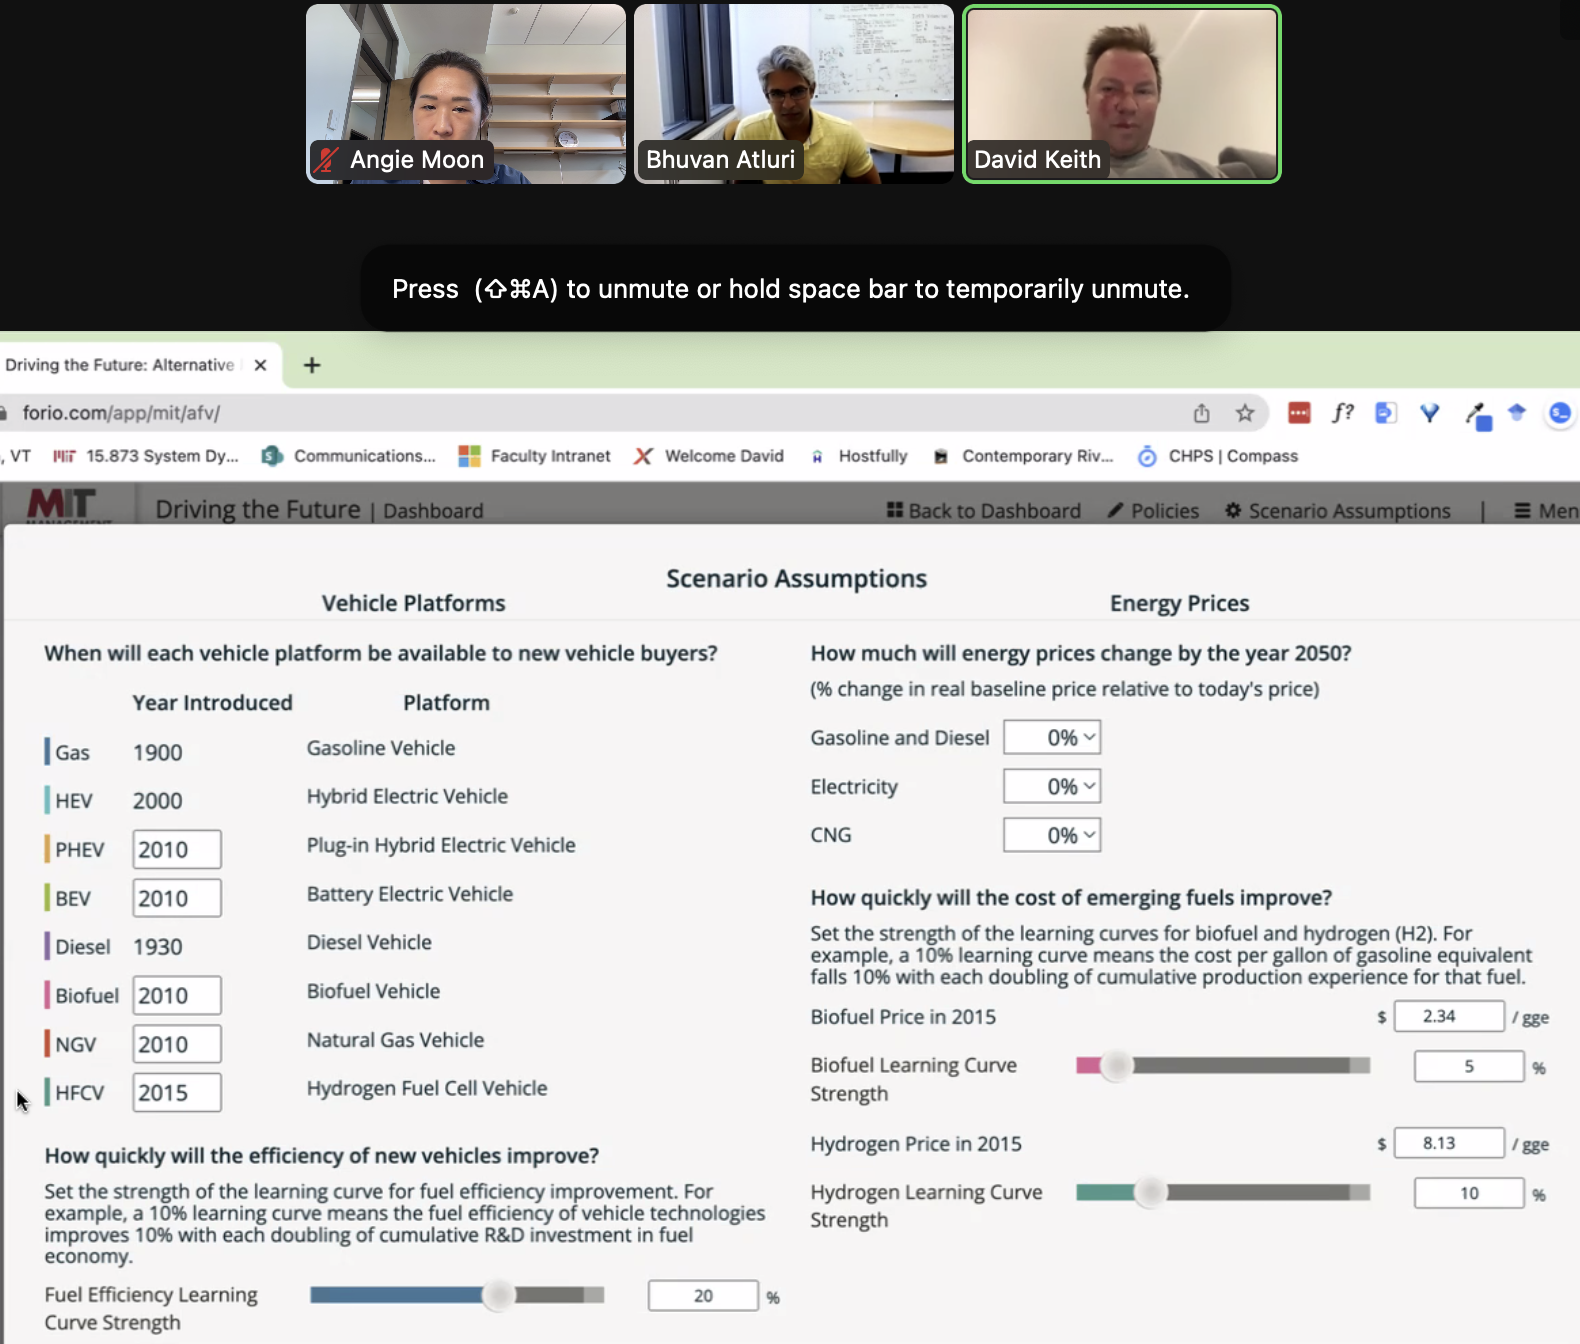 Angie Moon
Bhuvan Atluri
David Keith
Press (⇧⌘A) to unmute or hold space bar to temporarily unmute.
Driving the Future: Alternative
forio.com/app/mit/afv/
f?
, VT
MIT 15.873 System Dy...
S Communications...
Faculty Intranet
Welcome David
Hostfully
Contemporary Riv...
CHPS | Compass
MIT
Driving the Future | Dashboard
Back to Dashboard
Policies
Scenario Assumptions
|
Men
Scenario Assumptions
Vehicle Platforms
When will each vehicle platform be available to new vehicle buyers?
Year Introduced Platform
Gas 1900 Gasoline Vehicle
HEV 2000 Hybrid Electric Vehicle
PHEV 2010 Plug-in Hybrid Electric Vehicle
BEV 2010 Battery Electric Vehicle
Diesel 1930 Diesel Vehicle
Biofuel 2010 Biofuel Vehicle
NGV 2010 Natural Gas Vehicle
HFCV 2015 Hydrogen Fuel Cell Vehicle
How quickly will the efficiency of new vehicles improve?
Set the strength of the learning curve for fuel efficiency improvement. For
example, a 10% learning curve means the fuel efficiency of vehicle technologies
improves 10% with each doubling of cumulative R&D investment in fuel
economy.
Fuel Efficiency Learning
Curve Strength
20 %
Energy Prices
How much will energy prices change by the year 2050?
(% change in real baseline price relative to today's price)
Gasoline and Diesel 0%
Electricity 0%
CNG 0%
How quickly will the cost of emerging fuels improve?
Set the strength of the learning curves for biofuel and hydrogen (H2). For
example, a 10% learning curve means the cost per gallon of gasoline equivalent
falls 10% with each doubling of cumulative production experience for that fuel.
Biofuel Price in 2015 $ 2.34 / gge
Biofuel Learning Curve
Strength
5 %
Hydrogen Price in 2015 $ 8.13 / gge
Hydrogen Learning Curve
Strength
10 %